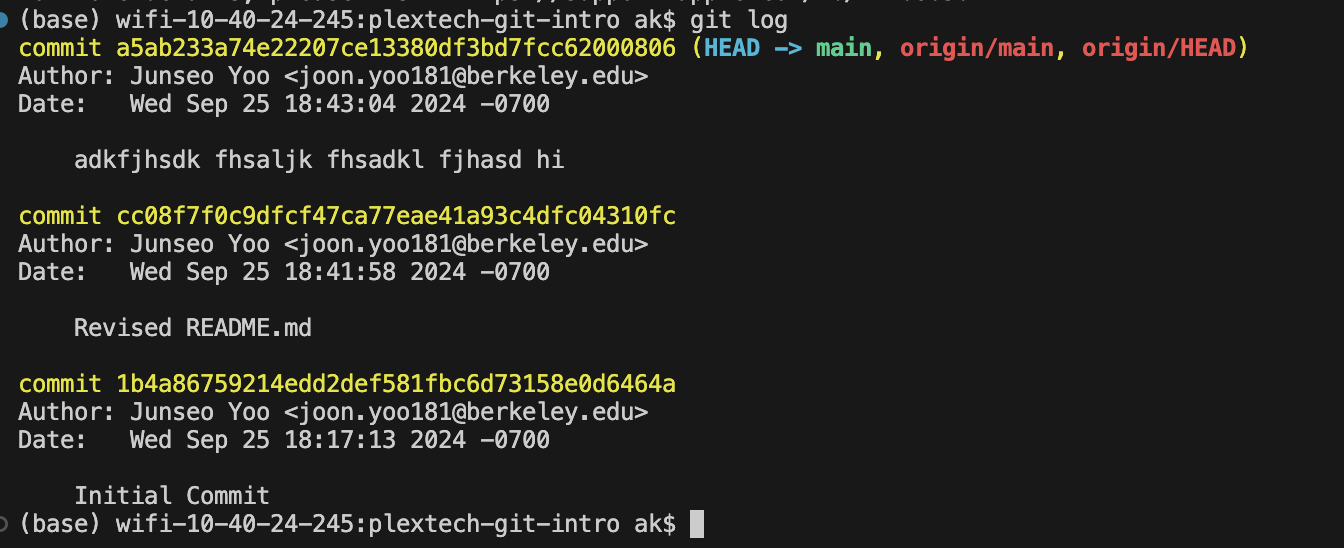 (base) wifi-10-40-24-245:plextech-git-intro ak$ git log
commit a5ab233a74e22207ce13380df3bd7fcc62000806 (HEAD -> main, origin/main, origin/HEAD)
Author: Junseo Yoo <joon.yoo181@berkeley.edu>
Date:   Wed Sep 25 18:43:04 2024 -0700
    adkfjhsdk fhsaljk fhsadkl fjhasd hi
commit cc08f7f0c9dfcf47ca77eae41a93c4dfc04310fc
Author: Junseo Yoo <joon.yoo181@berkeley.edu>
Date:   Wed Sep 25 18:41:58 2024 -0700
    Revised README.md
commit 1b4a86759214edd2def581fbc6d73158e0d6464a
Author: Junseo Yoo <joon.yoo181@berkeley.edu>
Date:   Wed Sep 25 18:17:13 2024 -0700
    Initial Commit
(base) wifi-10-40-24-245:plextech-git-intro ak$